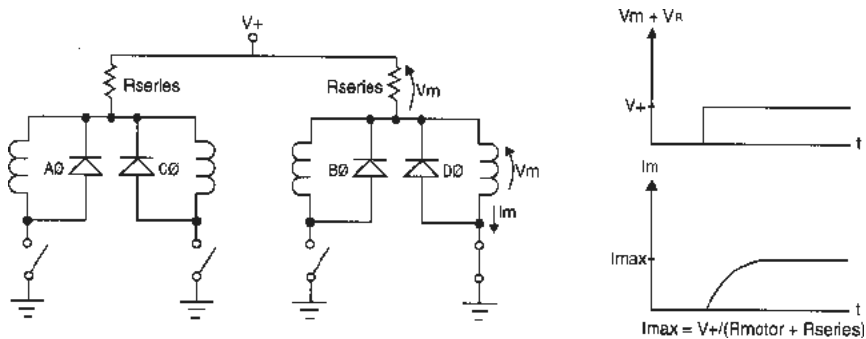 V+
Rseries
Rseries
Vm
AØ
CØ
BØ
DØ
Vm
Im
Vm + VR
V+
t
Im
Imax
t
Imax = V+/(Rmotor + Rseries)